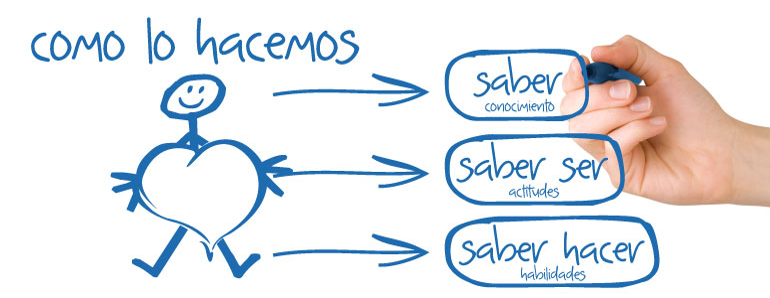 como lo hacemos
saber
conocimiento
saber ser
actitudes
saber hacer
habilidades